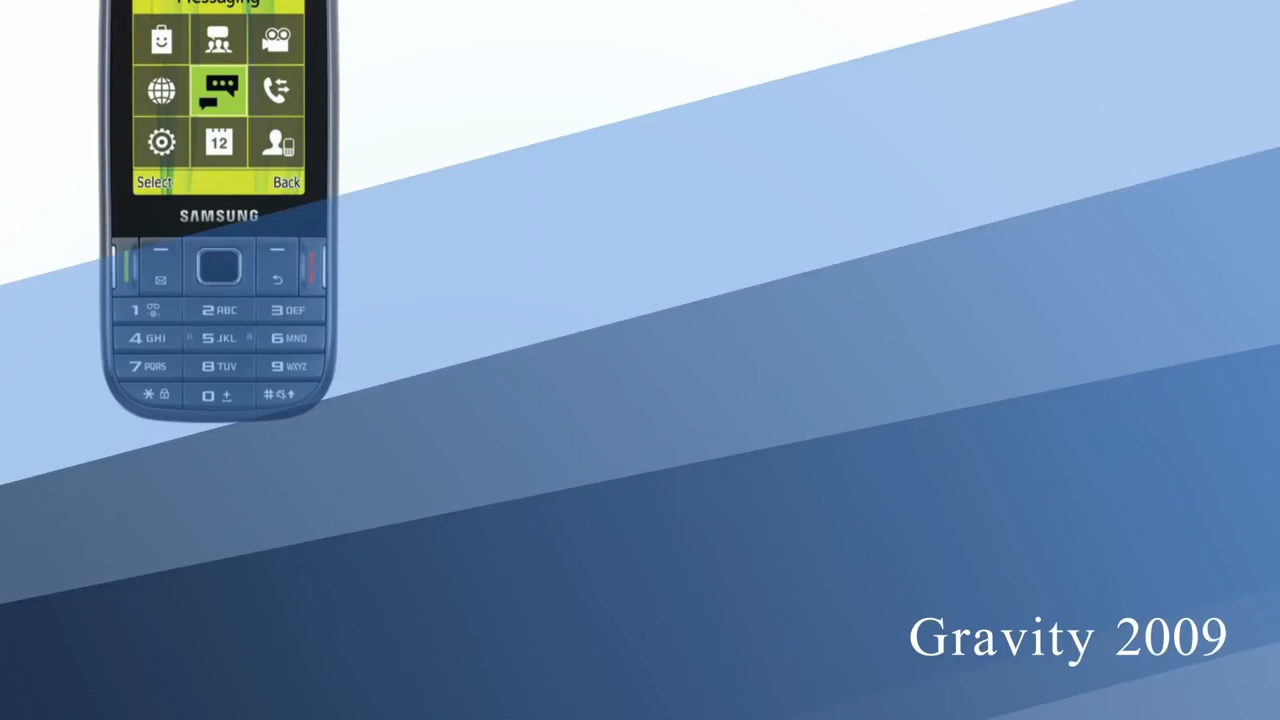 Messaging
12
Select Back
SAMSUNG
1 2 ABC 3 DEF
4 GHI 5 JKL 6 MNO
7 PQRS 8 TUV 9 WXYZ
* 0 ± #
Gravity 2009